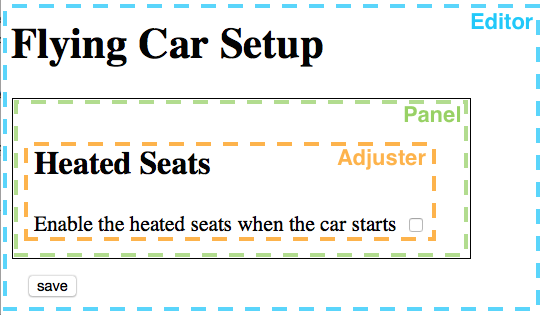 Editor
Flying Car Setup
Panel
Heated Seats
Adjuster
Enable the heated seats when the car starts
save